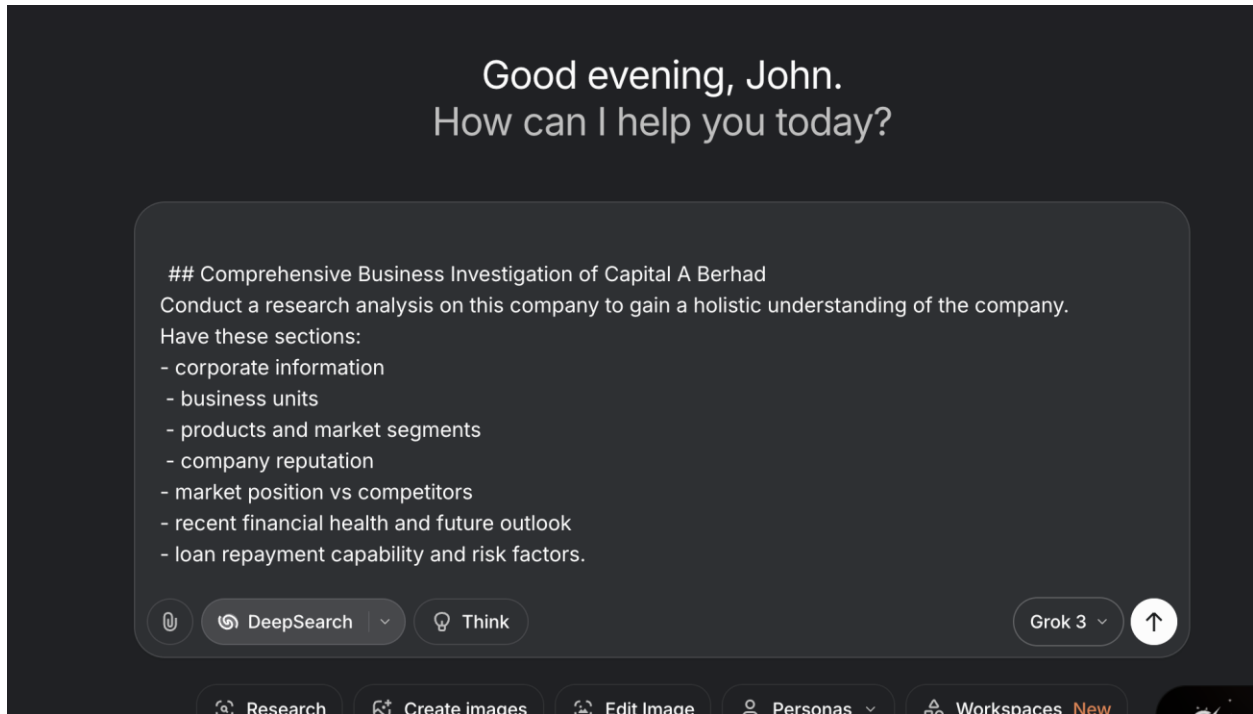 Good evening, John.
How can I help you today?
## Comprehensive Business Investigation of Capital A Berhad
Conduct a research analysis on this company to gain a holistic understanding of the company.
Have these sections:
- corporate information
- business units
- products and market segments
- company reputation
- market position vs competitors
- recent financial health and future outlook
- loan repayment capability and risk factors.
DeepSearch Think Grok 3
Research Create images Edit Image Personas Workspaces New